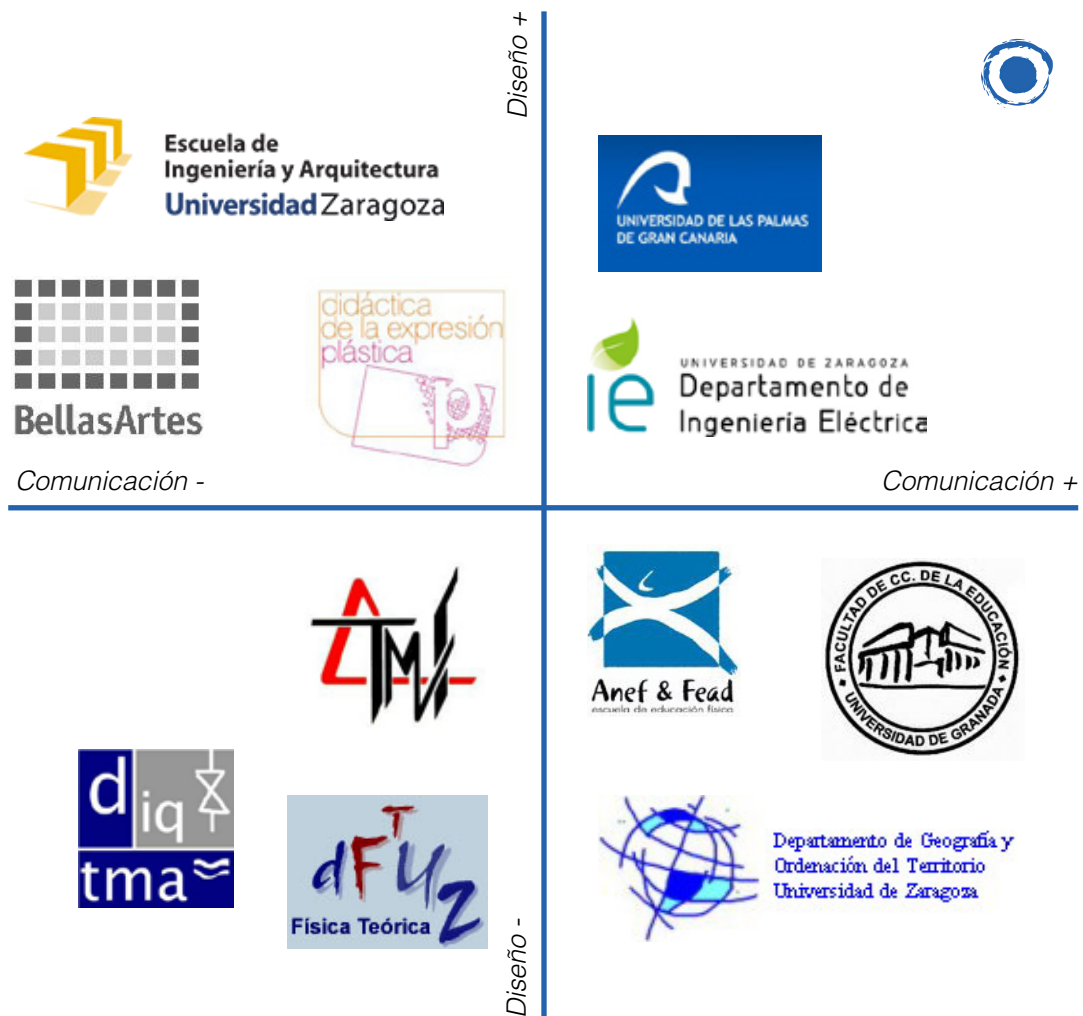 Diseño +
Escuela de
Ingeniería y Arquitectura
Universidad Zaragoza
UNIVERSIDAD DE LAS PALMAS
DE GRAN CANARIA
BellasArtes
didáctica
de la expresión
plástica
p
ie
UNIVERSIDAD DE ZARAGOZA
Departamento de
Ingeniería Eléctrica
Comunicación -
Comunicación +
Anef & Fead
escuela de educación física
FACULTAD DE CC. DE LA EDUCACIÓN
UNIVERSIDAD DE GRANADA
d
iq
tma
dFTUZ
Física Teórica
Departamento de Geografía y
Ordenación del Territorio
Universidad de Zaragoza
Diseño -